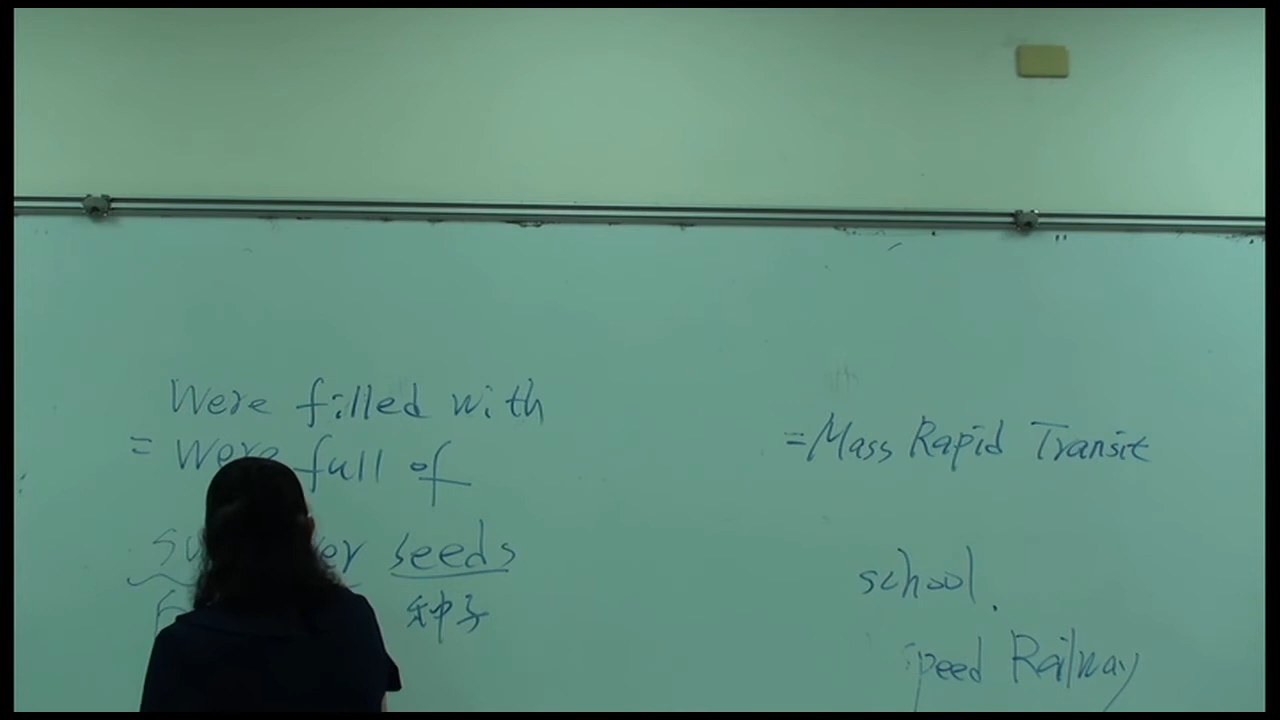 Were filled with
= Were full of
seeds
种子
=Mass Rapid Transit
school.
peed Railway